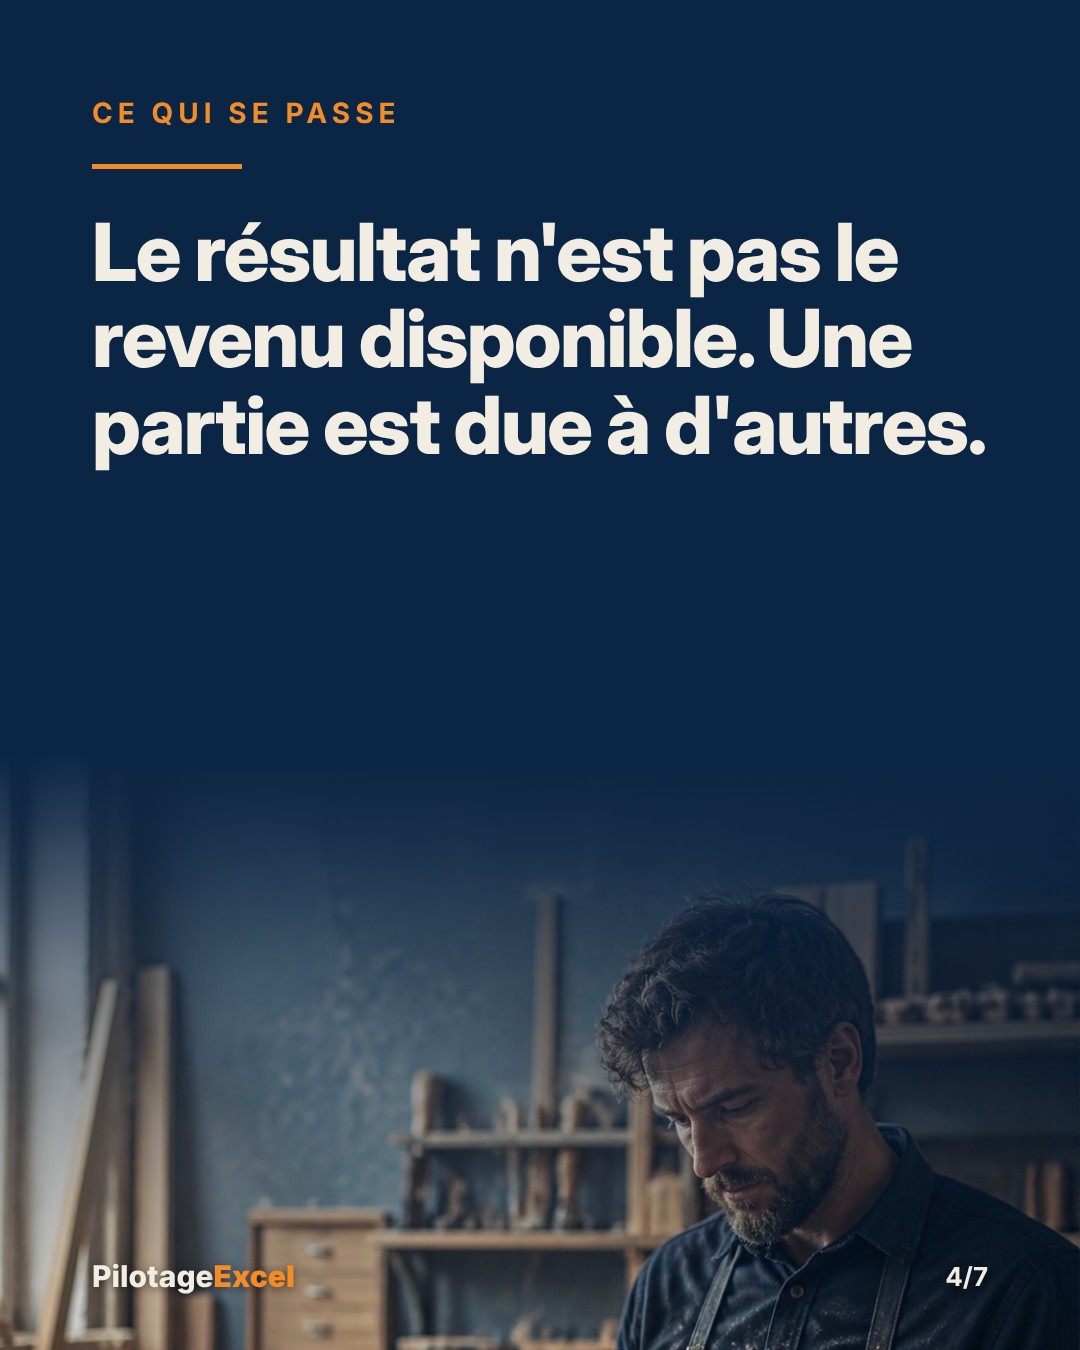 CE QUI SE PASSE
Le résultat n'est pas le
revenu disponible. Une
partie est due à d'autres.
PilotageExcel
4/7